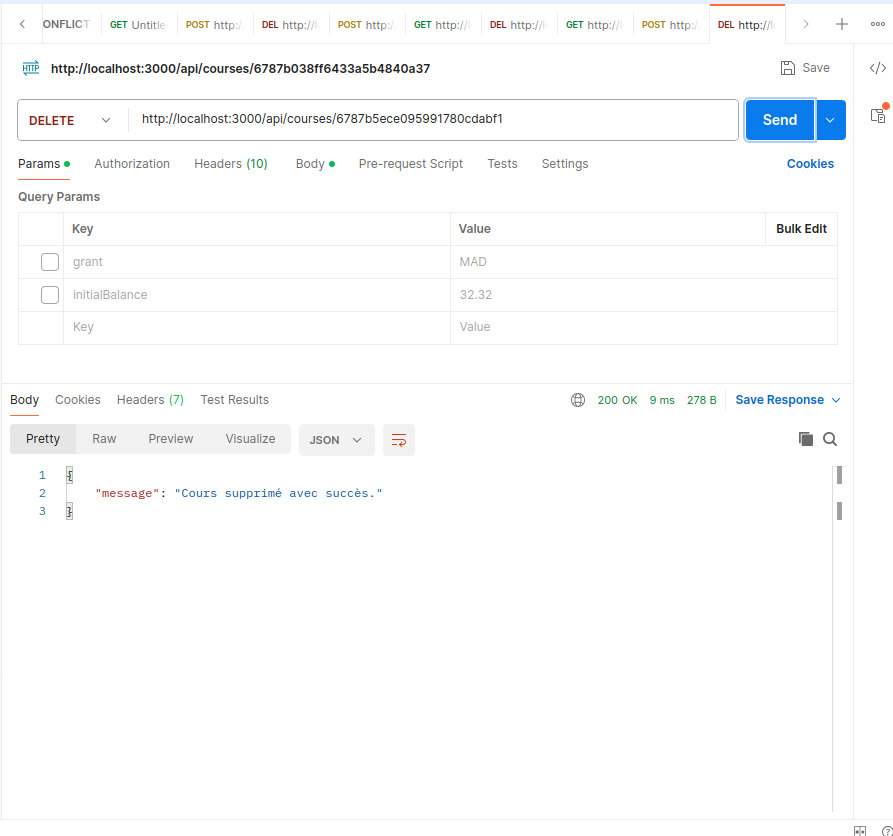 ONFLICT GET Untitle POST http:/ DEL http://l POST http:/ GET http://l DEL http://l GET http://l POST http:/ DEL http://l
HTTP http://localhost:3000/api/courses/6787b038ff6433a5b4840a37 Save
DELETE http://localhost:3000/api/courses/6787b5ece095991780cdabf1 Send
Params Authorization Headers (10) Body Pre-request Script Tests Settings Cookies
Query Params
Key Value Bulk Edit
grant MAD
initialBalance 32.32
Key Value
Body Cookies Headers (7) Test Results 200 OK 9 ms 278 B Save Response
Pretty Raw Preview Visualize JSON
1 {
2 "message": "Cours supprimé avec succès."
3 }